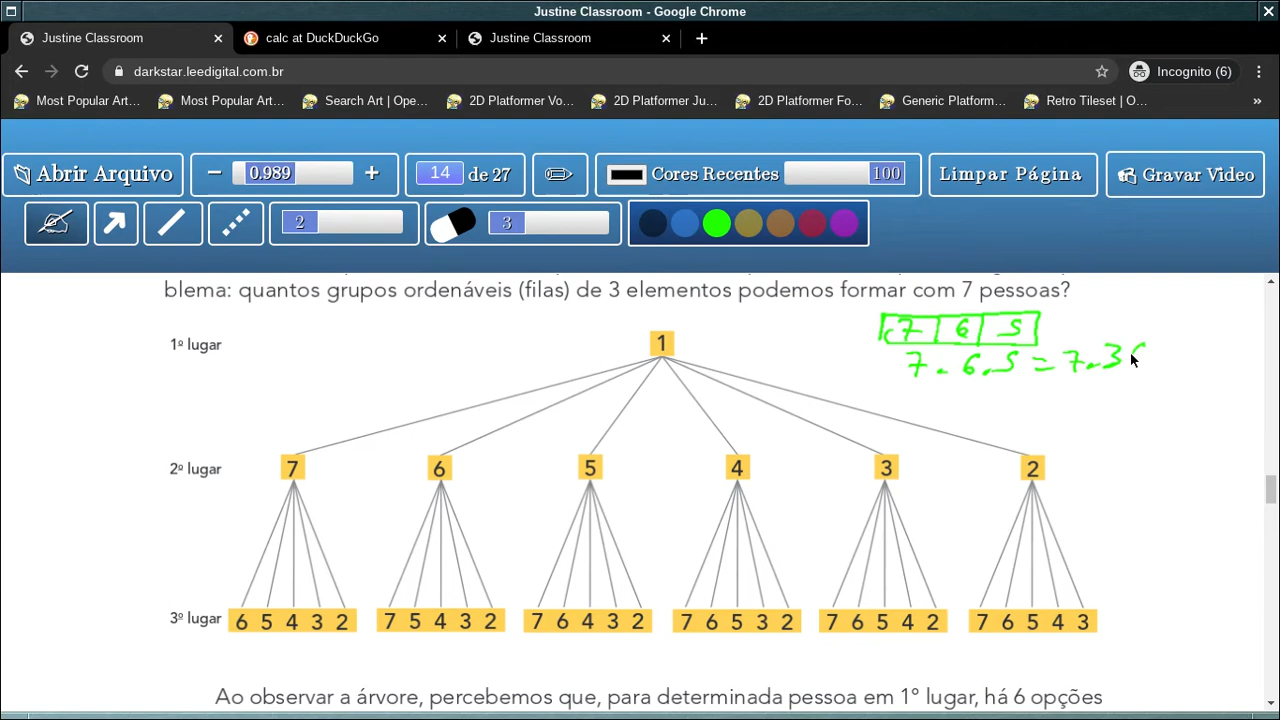 Justine Classroom - Google Chrome
Justine Classroom
calc at DuckDuckGo
Justine Classroom
darkstar.leedigital.com.br
Incognito (6)
Most Popular Art...
Most Popular Art...
Search Art | Ope...
2D Platformer Vo...
2D Platformer Ju...
2D Platformer Fo...
Generic Platform...
Retro Tileset | O...
Abrir Arquivo
− 0,989 +
14 de 27
Cores Recentes 100
Limpar Página
Gravar Video
2
3
blema: quantos grupos ordenáveis (filas) de 3 elementos podemos formar com 7 pessoas?
7 6 5
7 . 6 . 5 = 7 . 3
1º lugar
1
2º lugar
7 6 5 4 3 2
3º lugar
6 5 4 3 2
7 5 4 3 2
7 6 4 3 2
7 6 5 3 2
7 6 5 4 2
7 6 5 4 3
Ao observar a árvore, percebemos que, para determinada pessoa em 1º lugar, há 6 opções